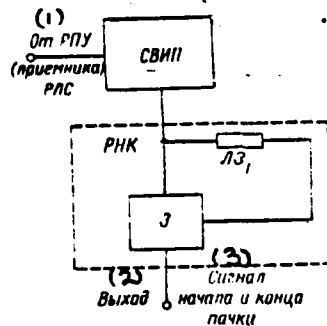 (1)
От РПУ
(приемника)
РЛС
СВИП
РНК
ЛЗ₁
З
(2)
Выход
(3)
Сигнал
начала и конца
пачки